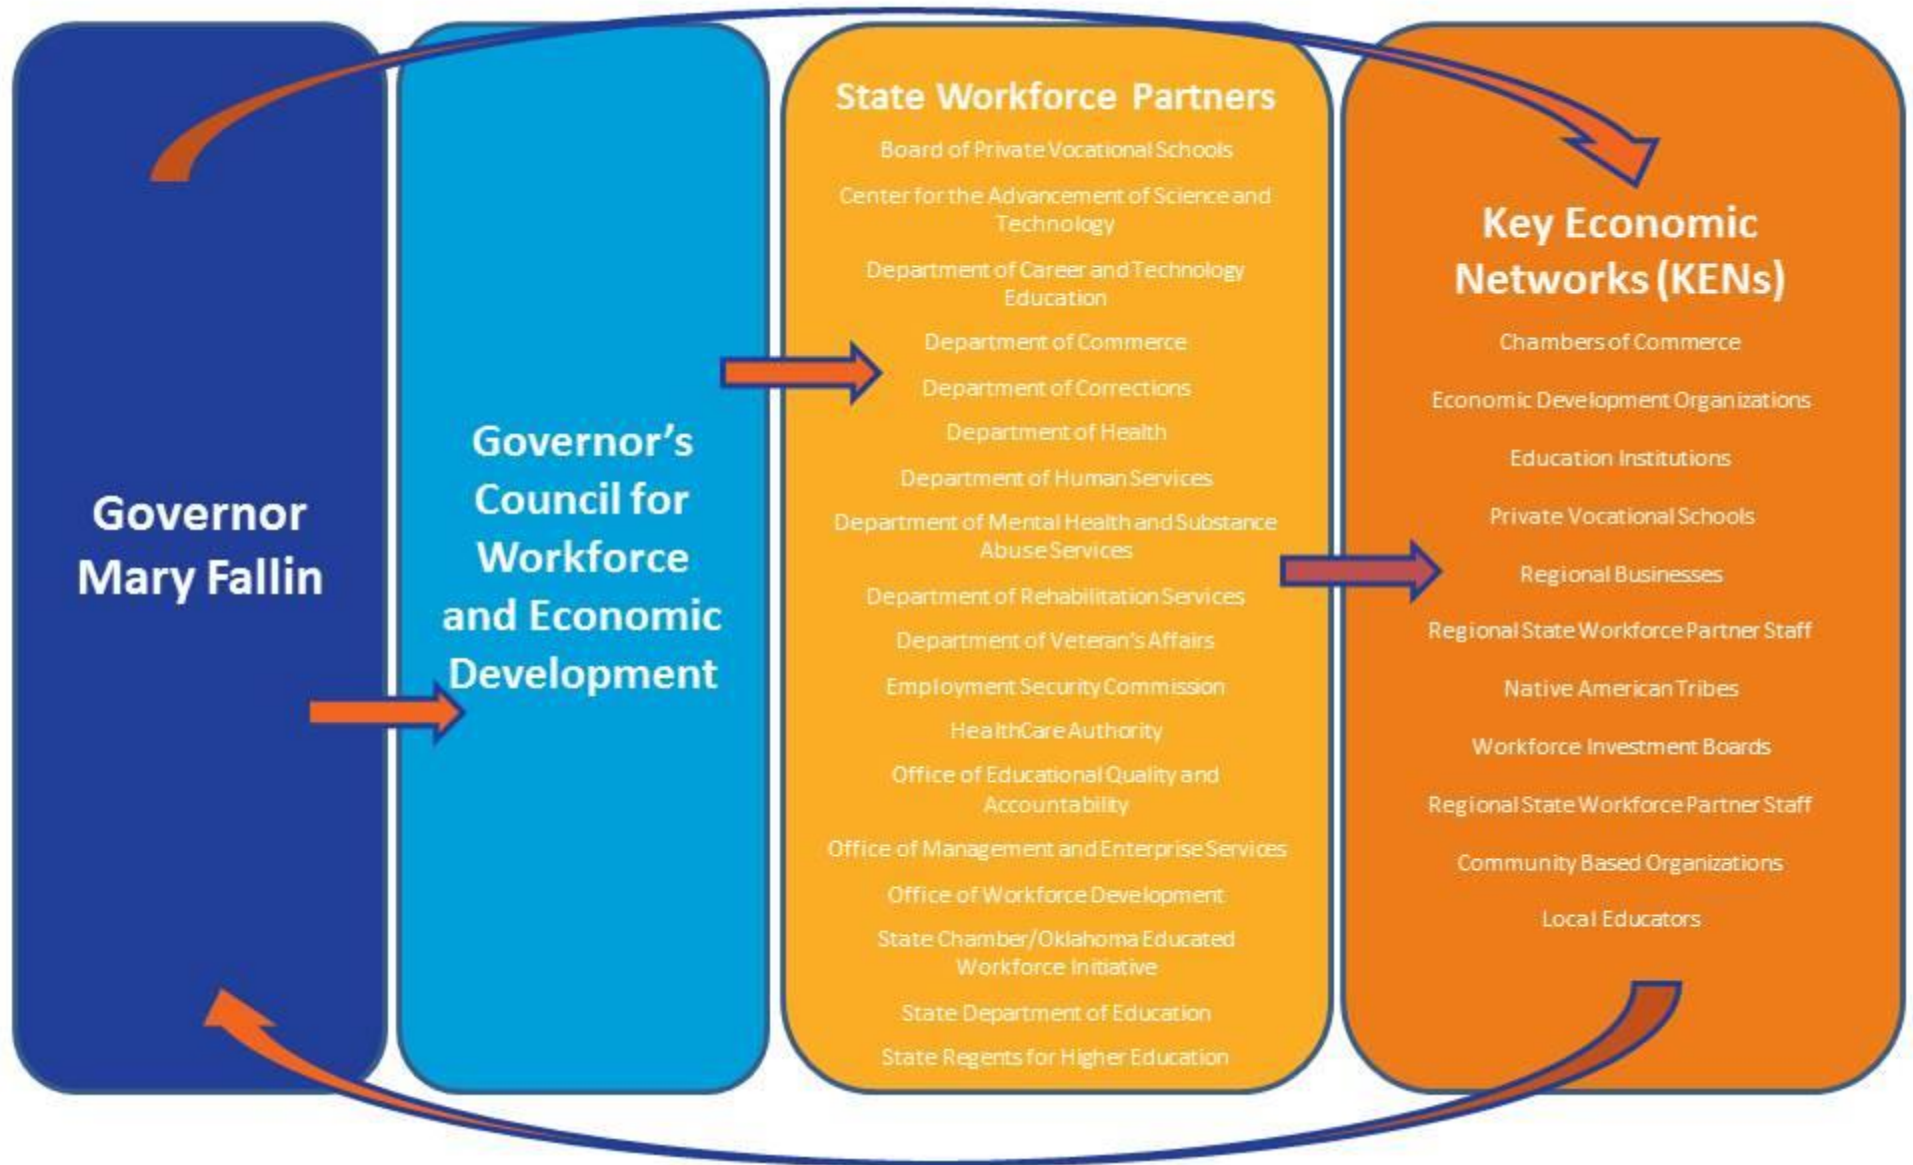 Governor
Mary Fallin
Governor's
Council for
Workforce
and Economic
Development
State Workforce Partners
Board of Private Vocational Schools
Center for the Advancement of Science and
Technology
Department of Career and Technology
Education
Department of Commerce
Department of Corrections
Department of Health
Department of Human Services
Department of Mental Health and Substance
Abuse Services
Department of Rehabilitation Services
Department of Veteran's Affairs
Employment Security Commission
HealthCare Authority
Office of Educational Quality and
Accountability
Office of Management and Enterprise Services
Office of Workforce Development
State Chamber/Oklahoma Educated
Workforce Initiative
State Department of Education
State Regents for Higher Education
Key Economic
Networks (KENs)
Chambers of Commerce
Economic Development Organizations
Education Institutions
Private Vocational Schools
Regional Businesses
Regional State Workforce Partner Staff
Native American Tribes
Workforce Investment Boards
Regional State Workforce Partner Staff
Community Based Organizations
Local Educators